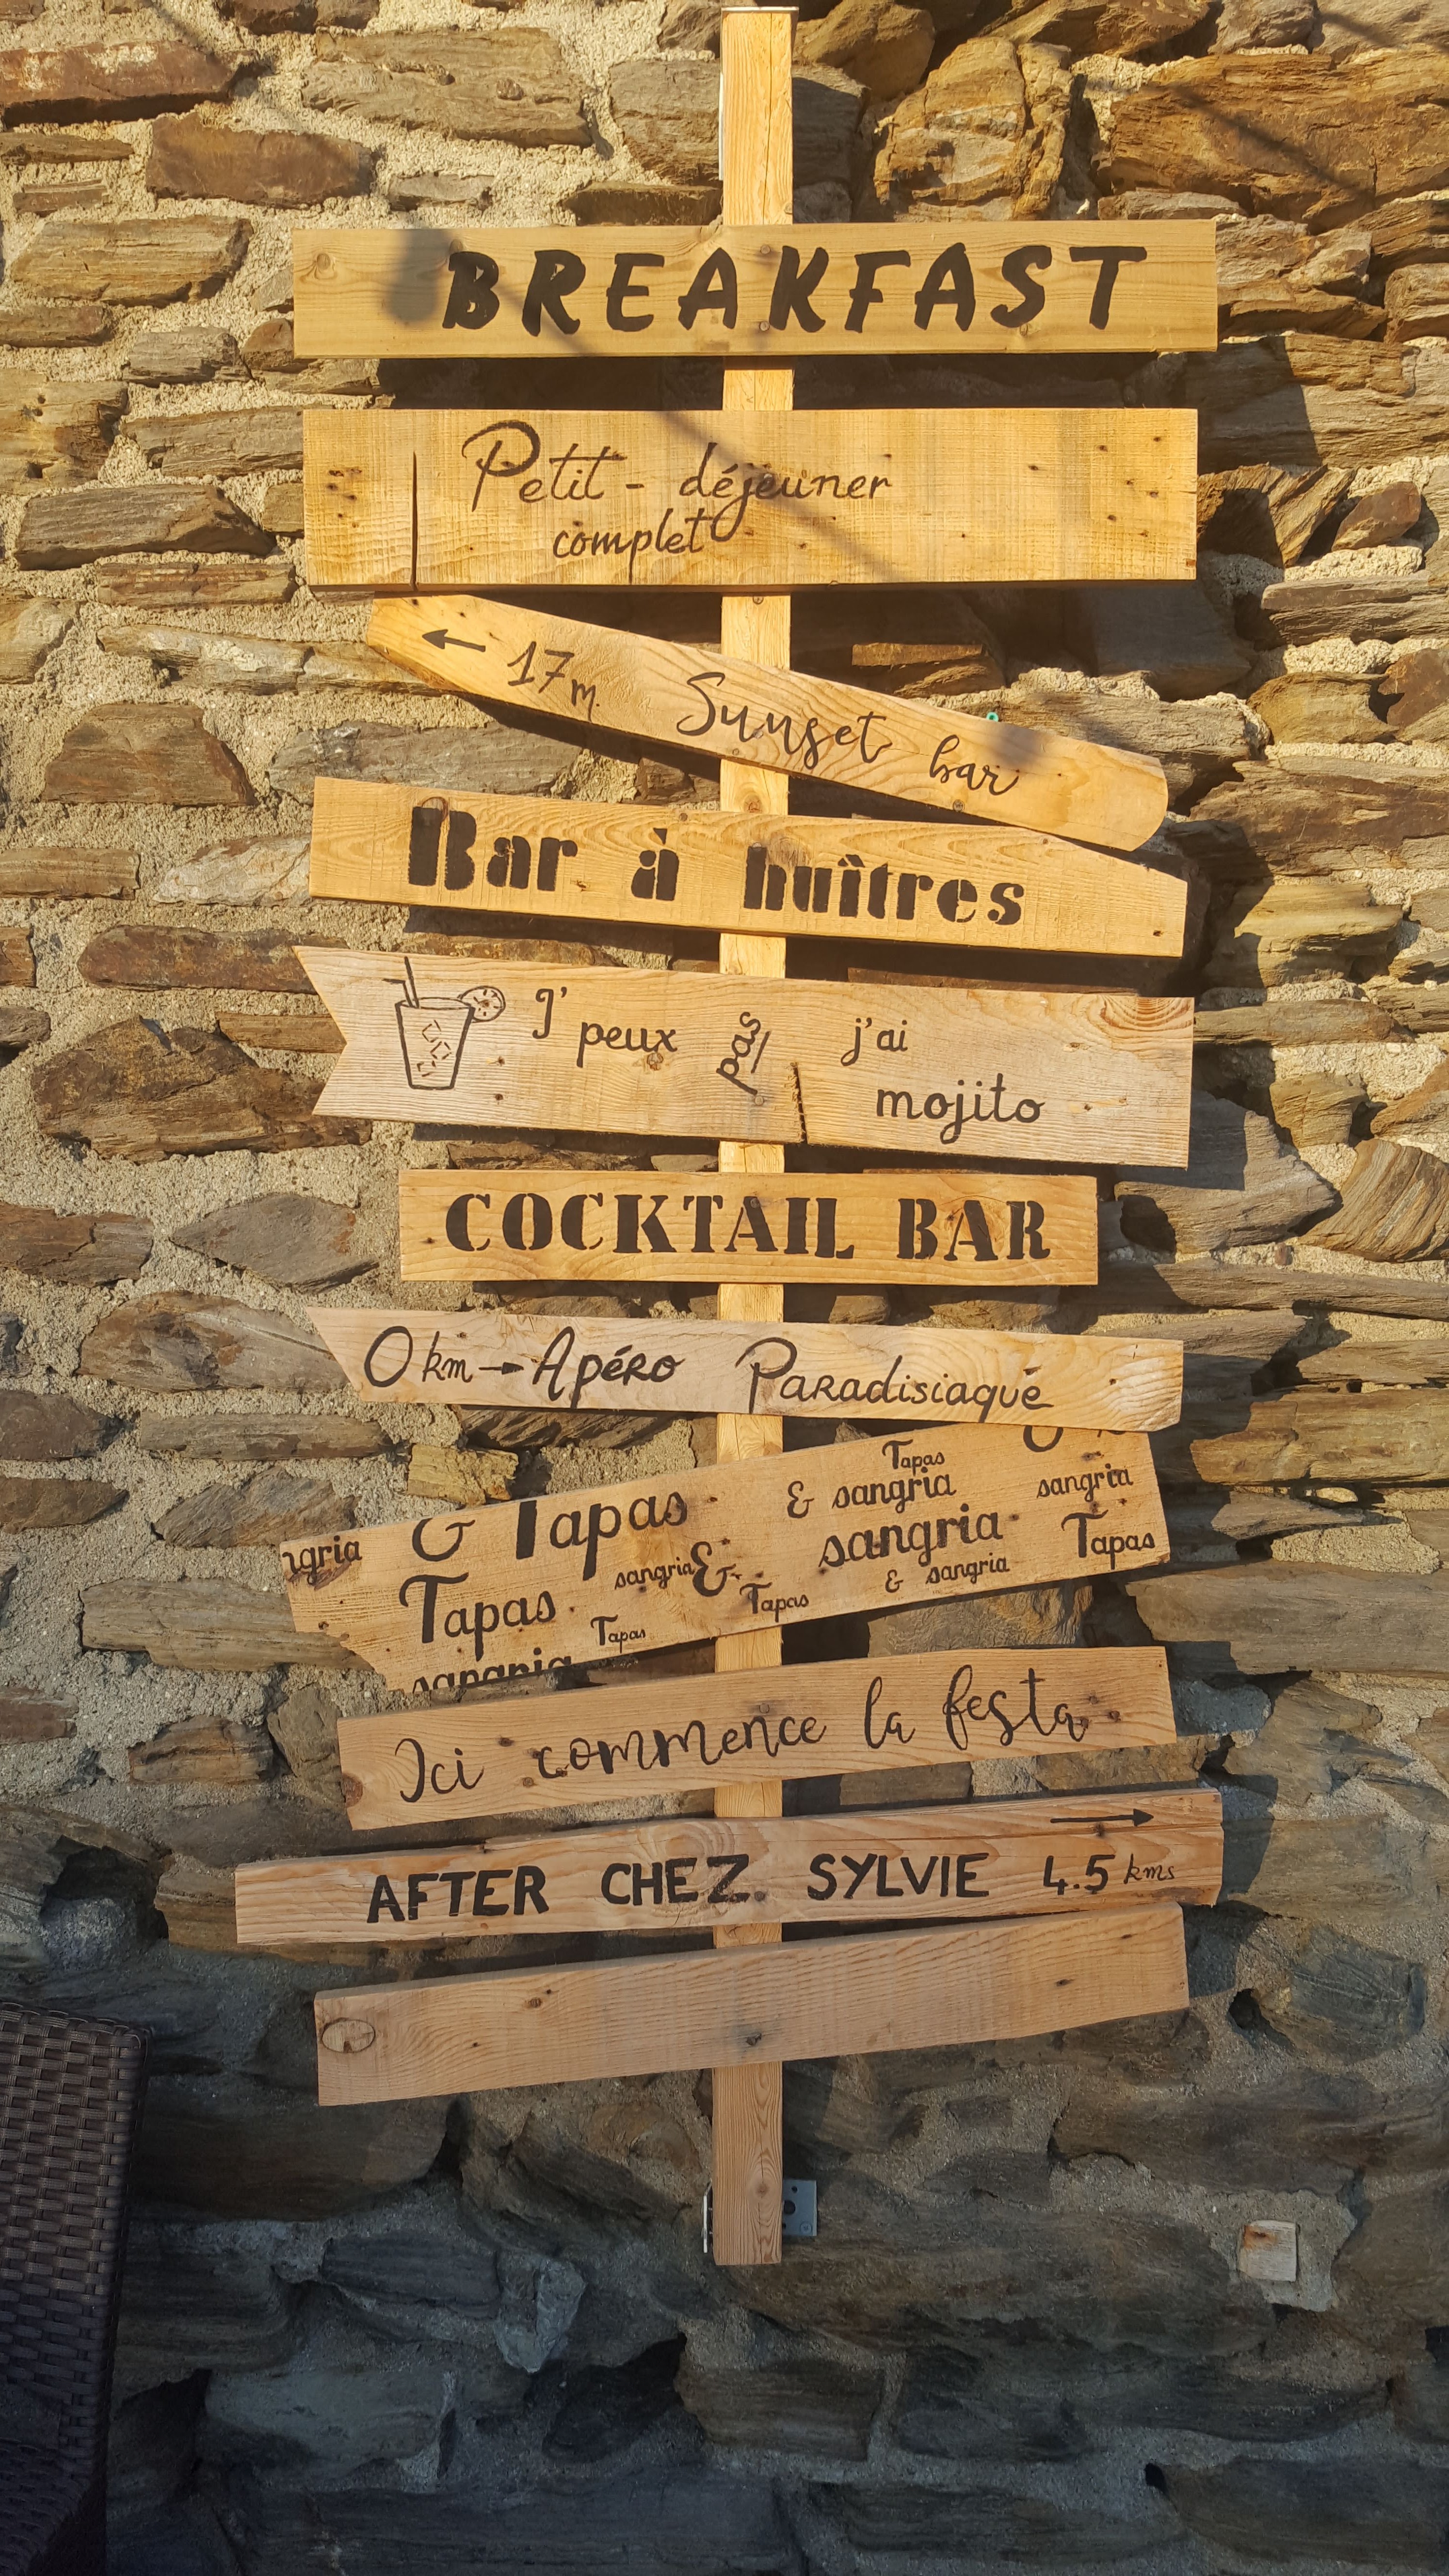 BREAKFAST
Petit - déjeuner
complet
← 17 m. Sunset bar
Bar à huîtres
J' peux pas j'ai
mojito
COCKTAIL BAR
0 km → Apéro Paradisiaque
Tapas
& sangria sangria
& Tapas
sangria Tapas
sangria &
Tapas
& sangria
Tapas
Tapas
sangria
Ici commence la festa
→
AFTER CHEZ SYLVIE 4.5 kms